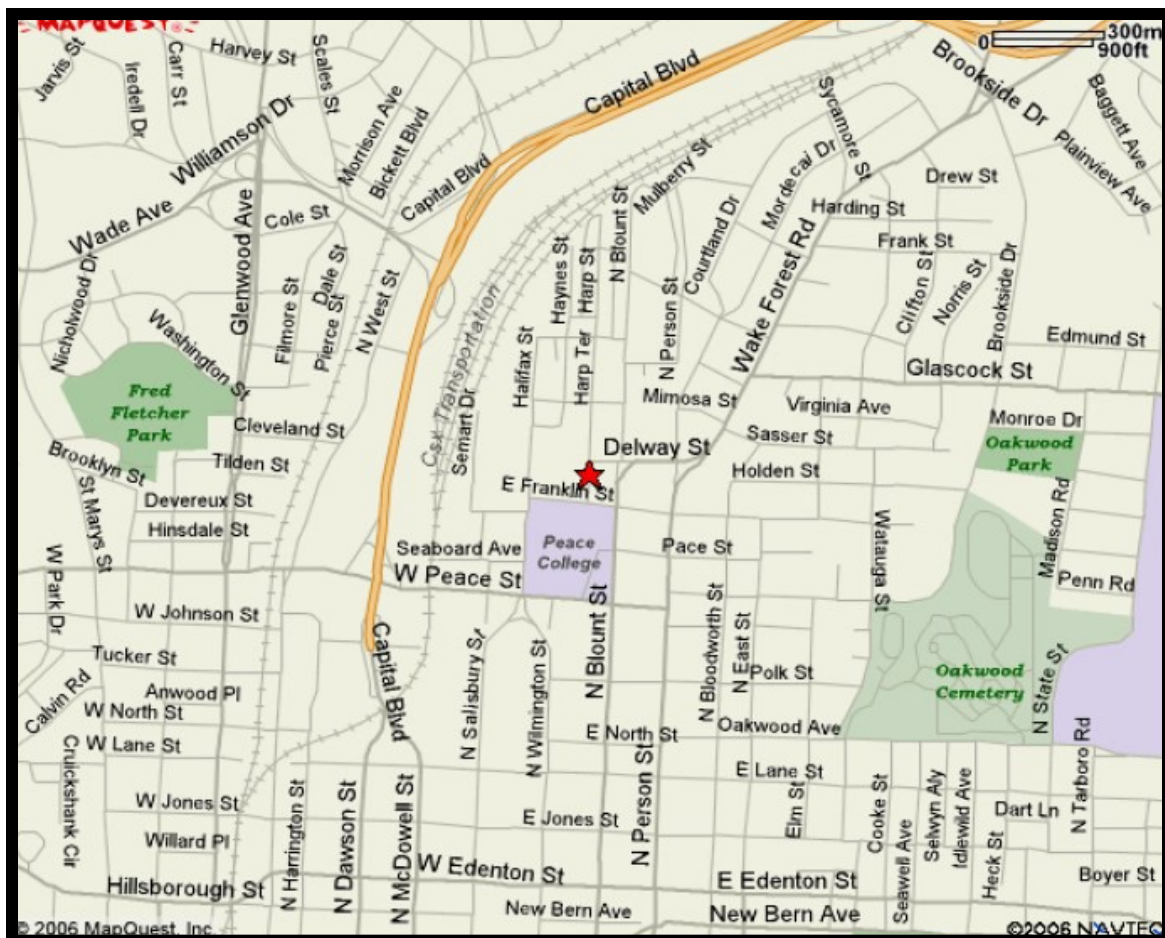 MAPQUEST
300m
0
900ft
Jarvis St
Iredell Dr
Carr St
Harvey St
Scales St
Morrison Ave
Bickett Blvd
Williamson Dr
Capital Blvd
Capital Blvd
Brookside Dr
Baggett Ave
Plainview Ave
Sycamore St
Mordecai Dr
Mulberry St
Drew St
Harding St
Frank St
Wade Ave
Cole St
Glenwood Ave
Nicholwood Dr
Washington St
Filmore St
Dale St
Pierce St
N West St
Csx Transportation
Semart Dr
Halifax St
Haynes St
Harp St
Harp Ter
N Blount St
N Person St
Courtland Dr
Wake Forest Rd
Clifton St
Norris St
Brookside Dr
Edmund St
Glascock St
Fred
Fletcher
Park
Mimosa St
Virginia Ave
Monroe Dr
Cleveland St
Sasser St
Oakwood
Park
Delway St
Brooklyn St
Tilden St
Holden St
E Franklin St
St Marys St
Devereux St
Hinsdale St
Madison Rd
Watauga St
Seaboard Ave
Peace
College
Pace St
W Peace St
W Park Dr
Penn Rd
W Johnson St
Capital Blvd
N Salisbury St
N Wilmington St
N Blount St
N Bloodworth St
N East St
Tucker St
Polk St
Oakwood
Cemetery
N State St
Calvin Rd
Anwood Pl
W North St
E North St
Oakwood Ave
W Lane St
Cruickshank Cir
E Lane St
N Tarboro Rd
N Person St
W Jones St
N Harrington St
N Dawson St
N McDowell St
E Jones St
Elm St
Cooke St
Seawell Ave
Selwyn Aly
Idlewild Ave
Heck St
Dart Ln
Willard Pl
W Edenton St
E Edenton St
Boyer St
Hillsborough St
New Bern Ave
New Bern Ave
© 2006 MapQuest, Inc.
©2006 NAVTEQ